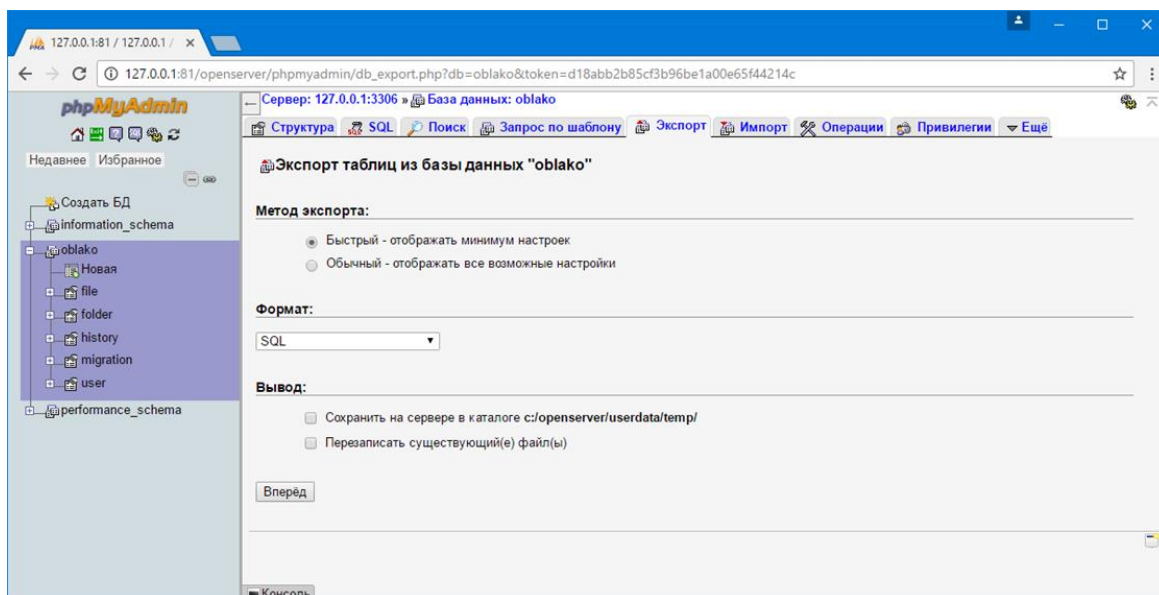 127.0.0.1:81 / 127.0.0.1 /
127.0.0.1:81/openserver/phpmyadmin/db_export.php?db=oblako&token=d18abb2b85cf3b96be1a00e65f44214c
phpMyAdmin
Недавнее Избранное
Создать БД
information_schema
oblako
Новая
file
folder
history
migration
user
performance_schema
Сервер: 127.0.0.1:3306 » База данных: oblako
Структура SQL Поиск Запрос по шаблону Экспорт Импорт Операции Привилегии Ещё
Экспорт таблиц из базы данных "oblako"
Метод экспорта:
Быстрый - отображать минимум настроек
Обычный - отображать все возможные настройки
Формат:
SQL
Вывод:
Сохранить на сервере в каталоге c:/openserver/userdata/temp/
Перезаписать существующий(е) файл(ы)
Вперёд
Консоль